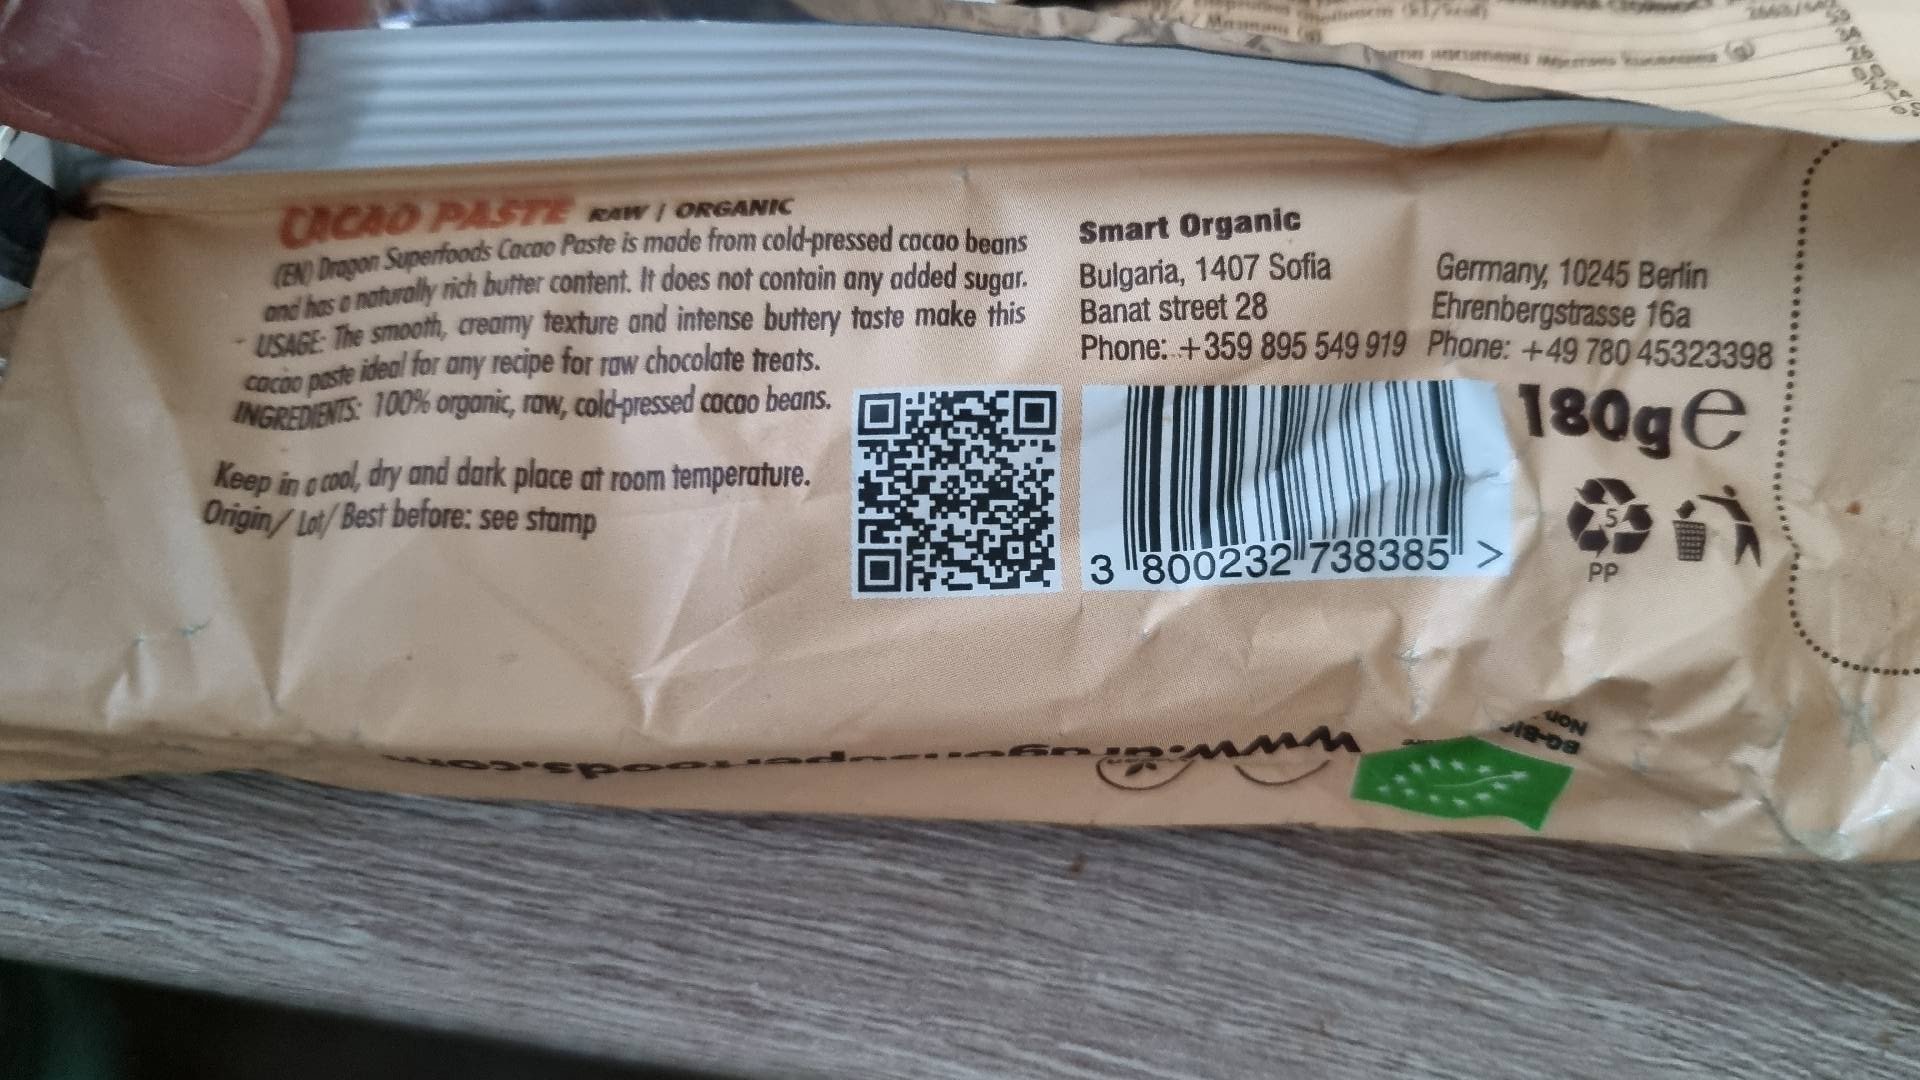 CACAO PASTE RAW | ORGANIC
(EN) Dragon Superfoods Cacao Paste is made from cold-pressed cacao beans
and has a naturally rich butter content. It does not contain any added sugar.
- USAGE: The smooth, creamy texture and intense buttery taste make this
cacao paste ideal for any recipe for raw chocolate treats.
INGREDIENTS: 100% organic, raw, cold-pressed cacao beans.
Keep in a cool, dry and dark place at room temperature.
Origin/ Lot/ Best before: see stamp
Smart Organic
Bulgaria, 1407 Sofia
Banat street 28
Phone: +359 895 549 919
Germany, 10245 Berlin
Ehrenbergstrasse 16a
Phone: +49 780 45323398
180g e
3 800232 738385 >
5
PP
BG-BIO
Non